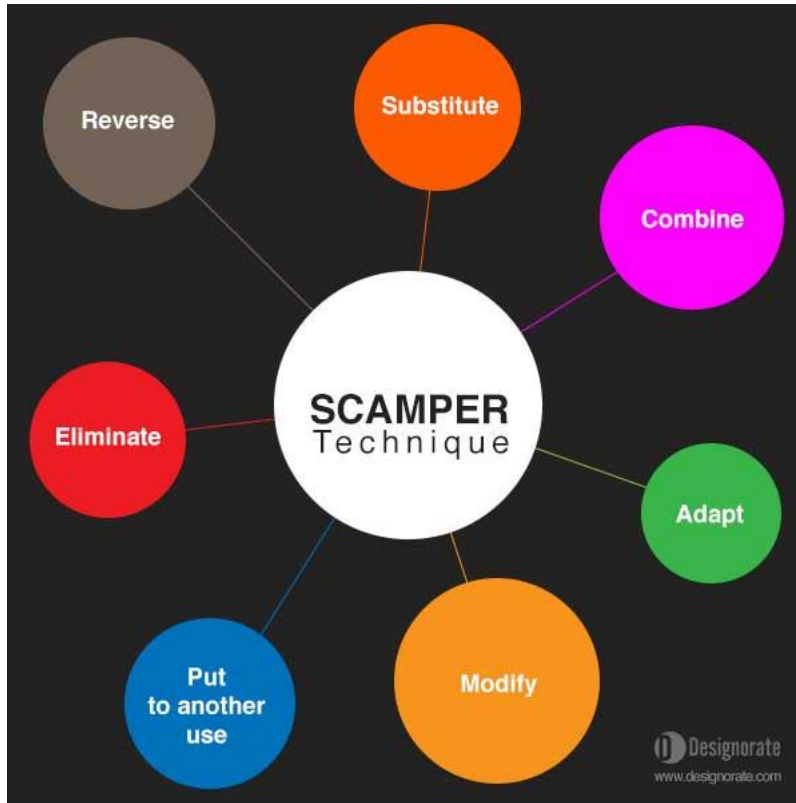 SCAMPER
Technique
Substitute
Combine
Adapt
Modify
Put
to another
use
Eliminate
Reverse
Designorate
www.designorate.com